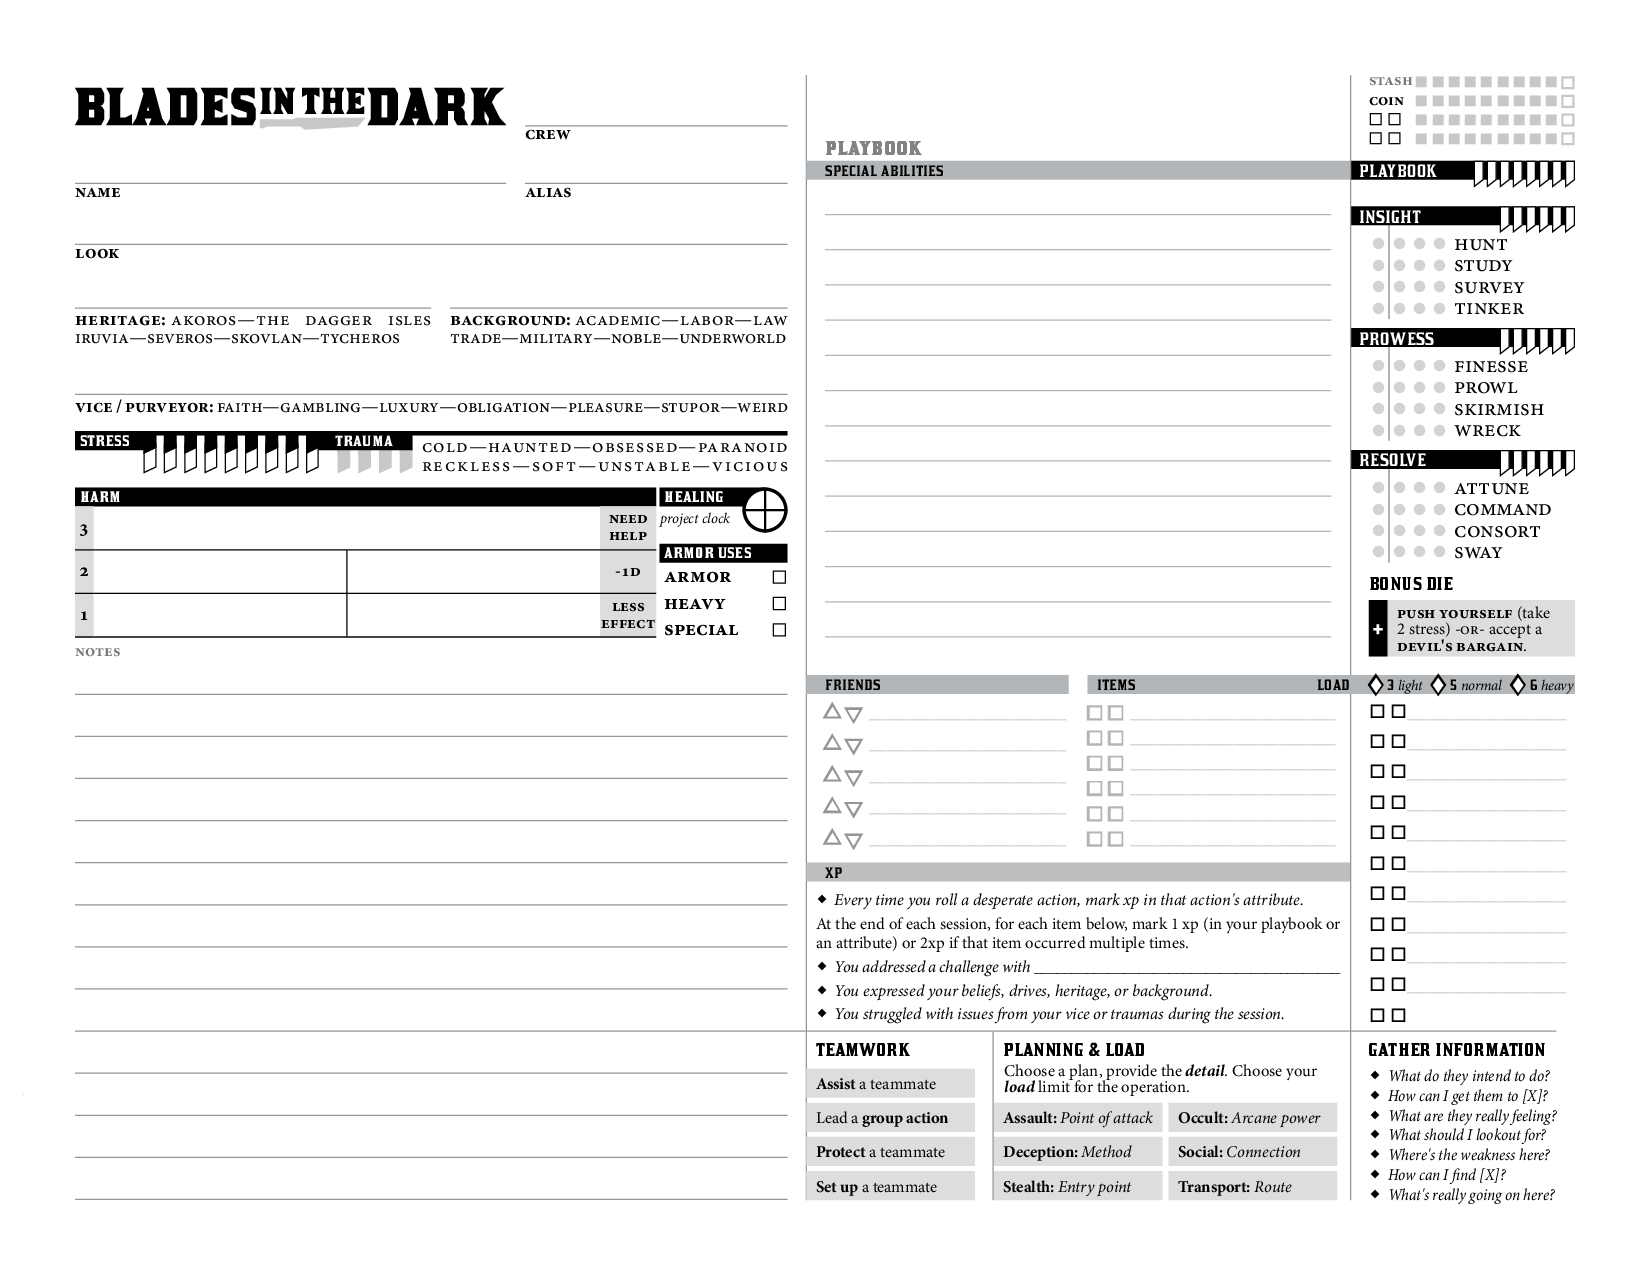 BLADES IN THE DARK
CREW
NAME
ALIAS
LOOK
HERITAGE: AKOROS—THE DAGGER ISLES
IRUVIA—SEVEROS—SKOVLAN—TYCHEROS
BACKGROUND: ACADEMIC—LABOR—LAW
TRADE—MILITARY—NOBLE—UNDERWORLD
VICE / PURVEYOR: FAITH—GAMBLING—LUXURY—OBLIGATION—PLEASURE—STUPOR—WEIRD
STRESS
TRAUMA
COLD—HAUNTED—OBSESSED—PARANOID
RECKLESS—SOFT—UNSTABLE—VICIOUS
HARM
3
NEED
HELP
2
-1D
1
LESS
EFFECT
HEALING
project clock
ARMOR USES
ARMOR
HEAVY
SPECIAL
NOTES
PLAYBOOK
SPECIAL ABILITIES
FRIENDS
ITEMS
LOAD
3 light
5 normal
6 heavy
XP
Every time you roll a desperate action, mark xp in that action's attribute.
At the end of each session, for each item below, mark 1 xp (in your playbook or
an attribute) or 2xp if that item occurred multiple times.
You addressed a challenge with
You expressed your beliefs, drives, heritage, or background.
You struggled with issues from your vice or traumas during the session.
TEAMWORK
Assist a teammate
Lead a group action
Protect a teammate
Set up a teammate
PLANNING & LOAD
Choose a plan, provide the detail. Choose your
load limit for the operation.
Assault: Point of attack
Occult: Arcane power
Deception: Method
Social: Connection
Stealth: Entry point
Transport: Route
STASH
COIN
PLAYBOOK
INSIGHT
HUNT
STUDY
SURVEY
TINKER
PROWESS
FINESSE
PROWL
SKIRMISH
WRECK
RESOLVE
ATTUNE
COMMAND
CONSORT
SWAY
BONUS DIE
+
PUSH YOURSELF (take
2 stress) -OR- accept a
DEVIL'S BARGAIN.
GATHER INFORMATION
What do they intend to do?
How can I get them to [X]?
What are they really feeling?
What should I lookout for?
Where's the weakness here?
How can I find [X]?
What's really going on here?